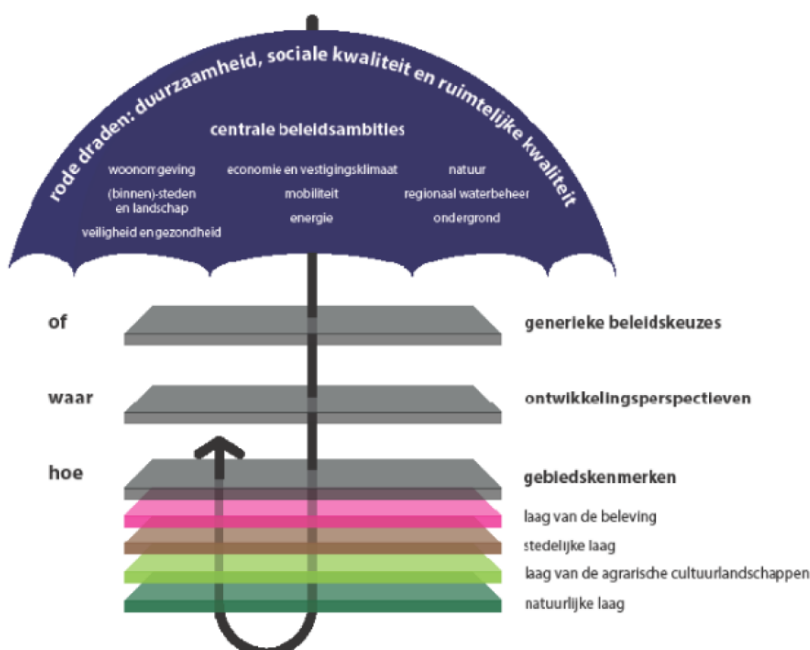 rode draden: duurzaamheid, sociale kwaliteit en ruimtelijke kwaliteit
centrale beleidsambities
woonomgeving
(binnen)-steden
en landschap
veiligheid en gezondheid
economie en vestigingsklimaat
mobiliteit
energie
natuur
regionaal waterbeheer
ondergrond
of
generieke beleidskeuzes
waar
ontwikkelingsperspectieven
hoe
gebiedskenmerken
laag van de beleving
stedelijke laag
laag van de agrarische cultuurlandschappen
natuurlijke laag